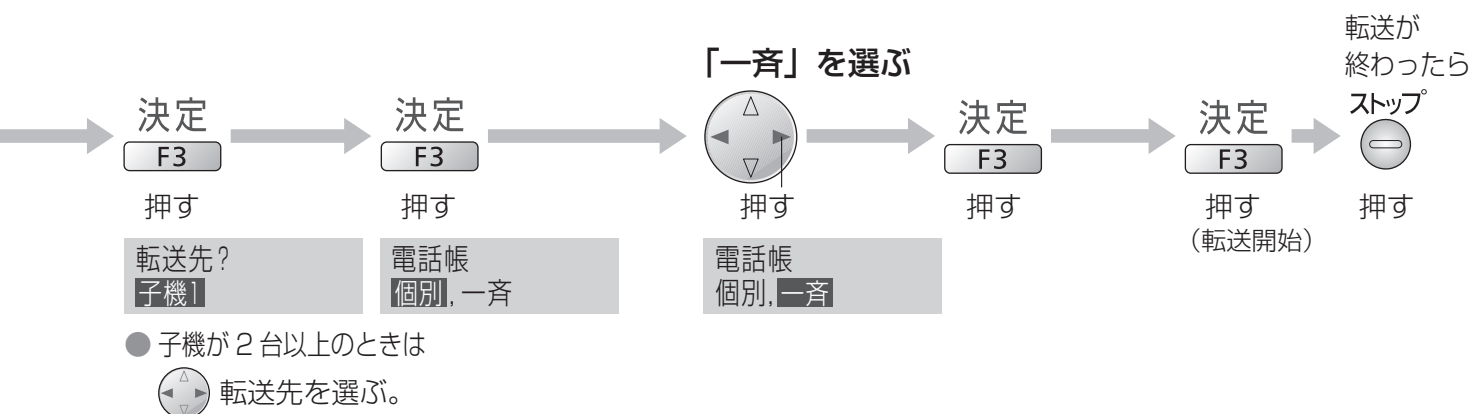 転送が
終わったら
「一斉」を選ぶ
決定
F3
押す
決定
F3
押す
押す
決定
F3
押す
決定
F3
押す
(転送開始)
ストップ
押す
転送先?
子機1
電話帳
個別,一斉
電話帳
個別,一斉
● 子機が2台以上のときは
転送先を選ぶ。